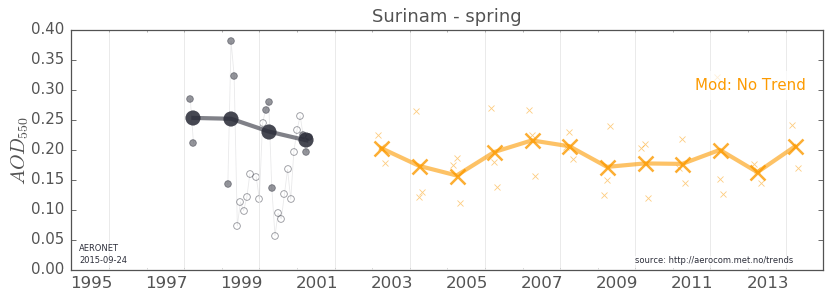 Surinam - spring
0.40
0.35
0.30
0.25
0.20
0.15
0.10
0.05
0.00
AOD550
Mod: No Trend
AERONET
2015-09-24
source: http://aerocom.met.no/trends
1995 1997 1999 2001 2003 2005 2007 2009 2011 2013